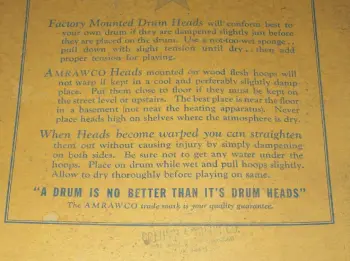 Factory Mounted Drum Heads will conform best to
your own drum if they are dampened slightly just before
they are placed on the drum. Use a not-too-wet sponge . .
pull down with slight tension until dry . . then add
proper tension for playing.
AMRAWCO Heads mounted on wood flesh hoops will
not warp if kept in a cool and preferably slightly damp
place. Put them close to floor if they must be kept on
the street level or upstairs. The best place is near the floor
in a basement (not near the heating apparatus). Never
place heads high on shelves where the atmosphere is dry.
When Heads become warped you can straighten
them out without causing injury by simply dampening
on both sides. Be sure not to get any water under the
hoops. Place on drum while wet and pull hoops slightly.
Allow to dry thoroughly before playing on same.
"A DRUM IS NO BETTER THAN IT'S DRUM HEADS"
The AMRAWCO trade mark is your quality guarantee.